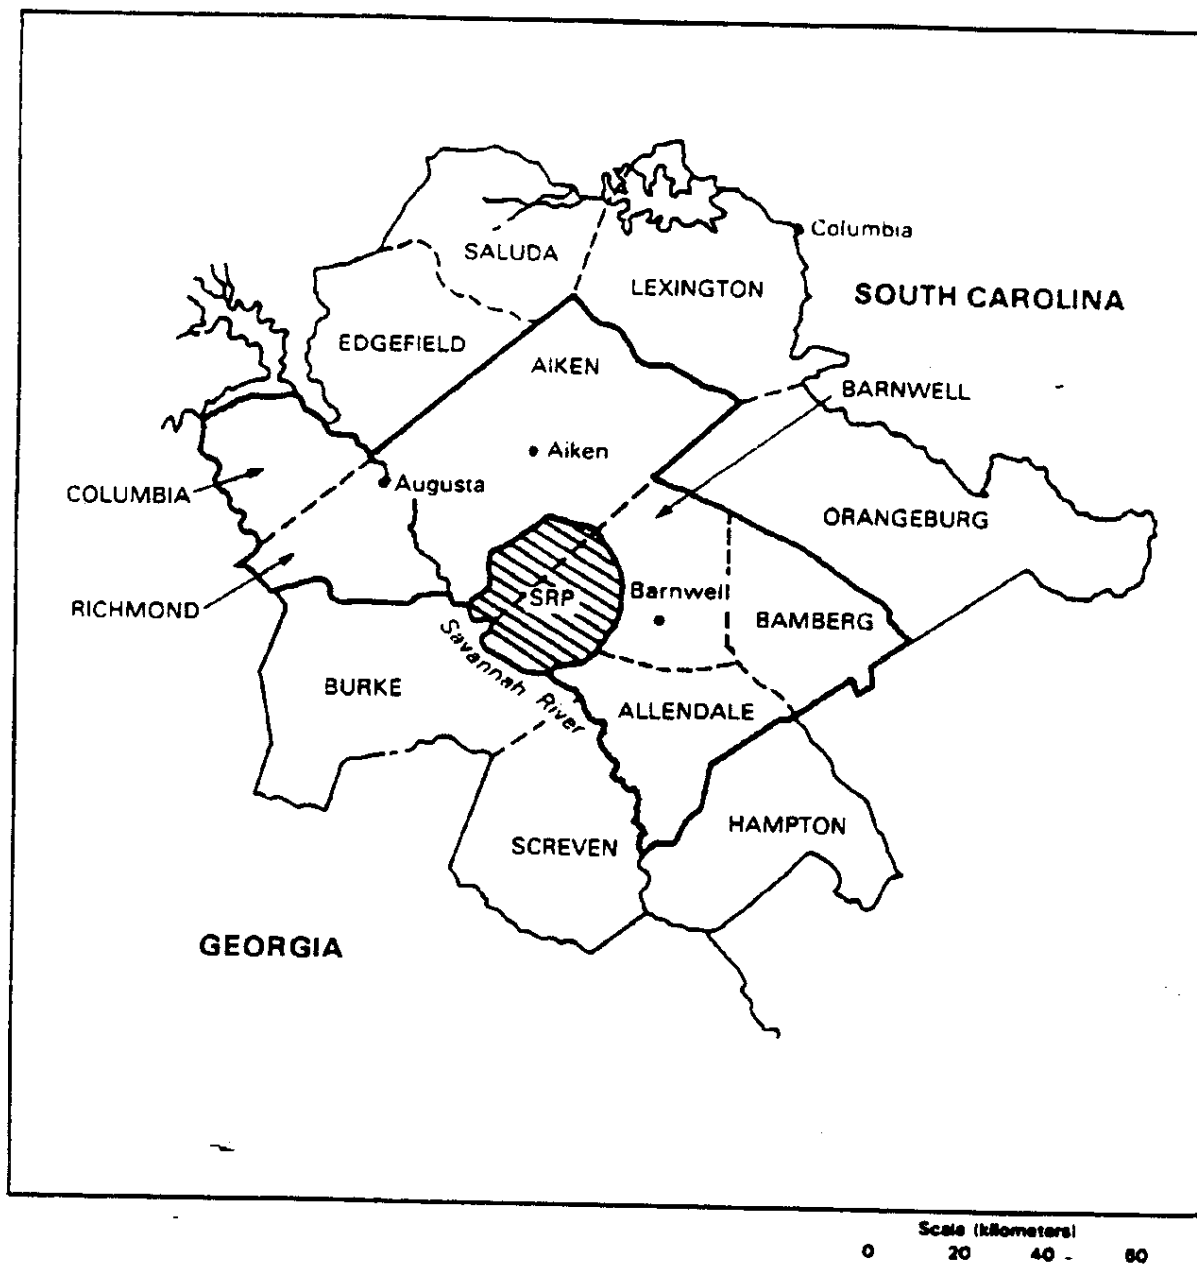 Columbia
SALUDA
LEXINGTON
SOUTH CAROLINA
EDGEFIELD
AIKEN
BARNWELL
Aiken
Augusta
COLUMBIA
ORANGEBURG
SRP
Barnwell
RICHMOND
BAMBERG
Savannah River
BURKE
ALLENDALE
HAMPTON
SCREVEN
GEORGIA
Scale (kilometers)
0 20 40 60